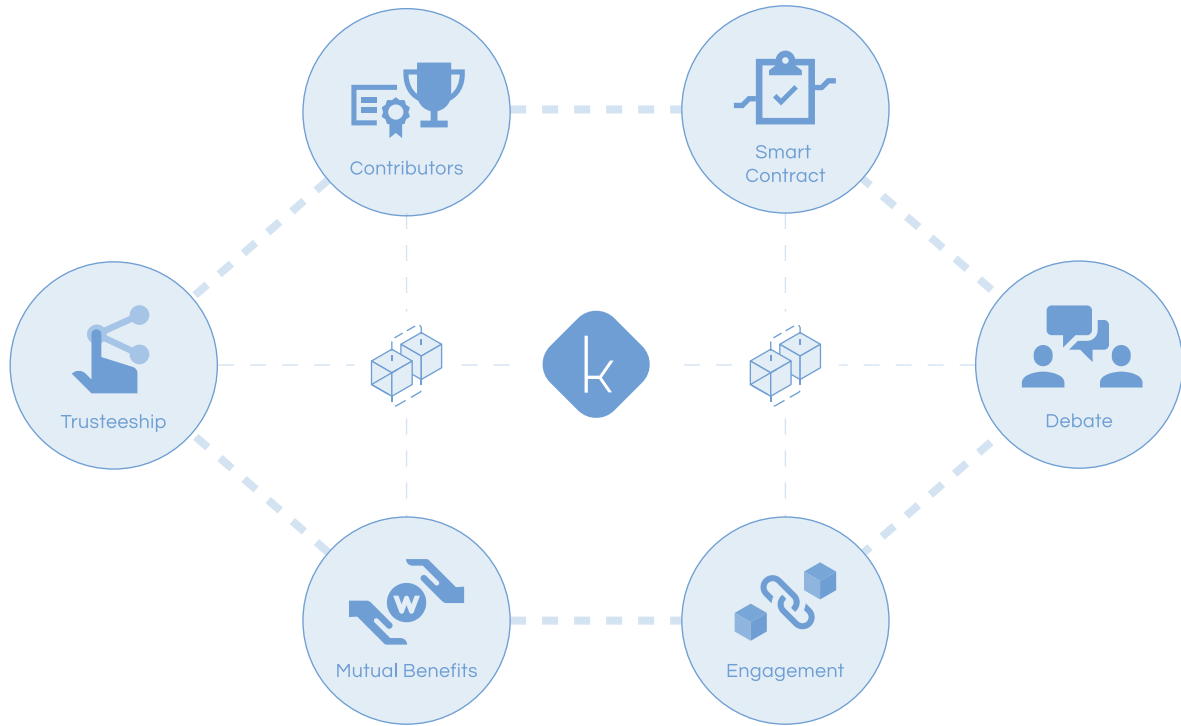 Contributors
Smart
Contract
Trusteeship
k
Debate
W
Mutual Benefits
Engagement